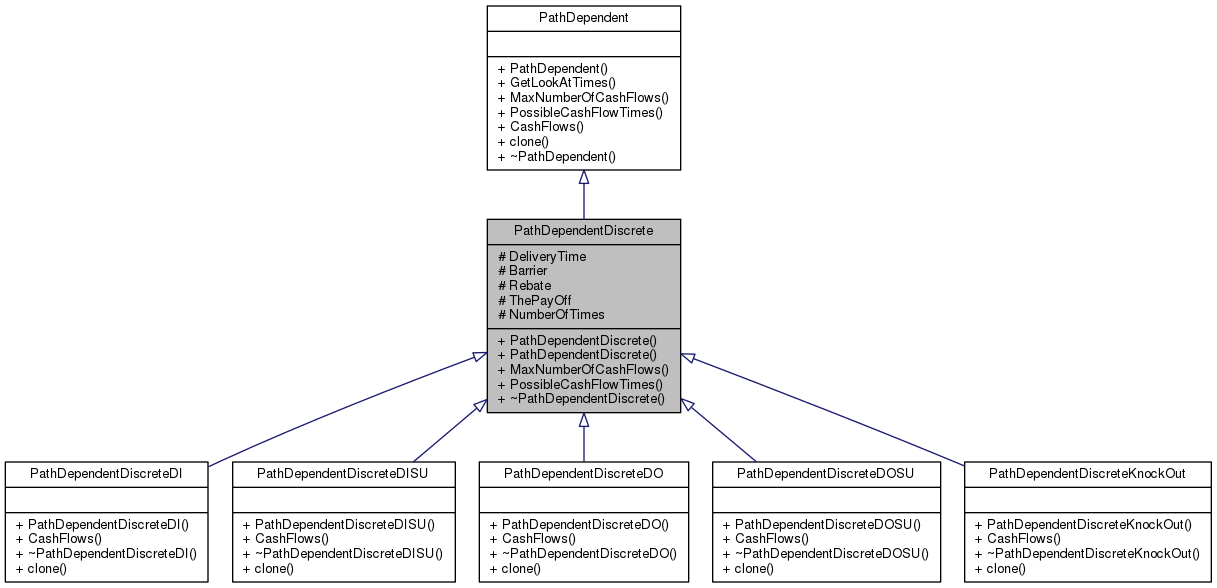 PathDependent
+ PathDependent()
+ GetLookAtTimes()
+ MaxNumberOfCashFlows()
+ PossibleCashFlowTimes()
+ CashFlows()
+ clone()
+ ~PathDependent()
PathDependentDiscrete
# DeliveryTime
# Barrier
# Rebate
# ThePayOff
# NumberOfTimes
+ PathDependentDiscrete()
+ PathDependentDiscrete()
+ MaxNumberOfCashFlows()
+ PossibleCashFlowTimes()
+ ~PathDependentDiscrete()
PathDependentDiscreteDI
+ PathDependentDiscreteDI()
+ CashFlows()
+ ~PathDependentDiscreteDI()
+ clone()
PathDependentDiscreteDISU
+ PathDependentDiscreteDISU()
+ CashFlows()
+ ~PathDependentDiscreteDISU()
+ clone()
PathDependentDiscreteDO
+ PathDependentDiscreteDO()
+ CashFlows()
+ ~PathDependentDiscreteDO()
+ clone()
PathDependentDiscreteDOSU
+ PathDependentDiscreteDOSU()
+ CashFlows()
+ ~PathDependentDiscreteDOSU()
+ clone()
PathDependentDiscreteKnockOut
+ PathDependentDiscreteKnockOut()
+ CashFlows()
+ ~PathDependentDiscreteKnockOut()
+ clone()